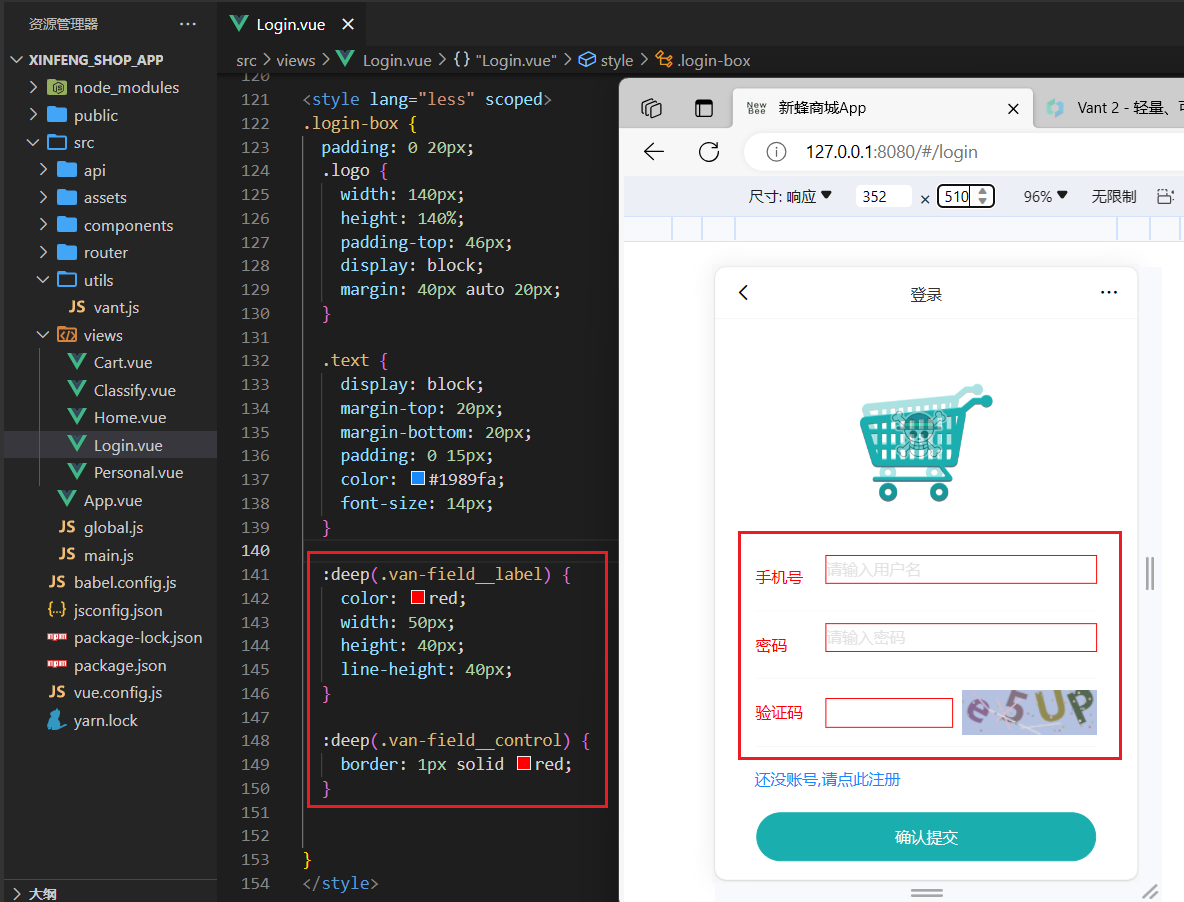 资源管理器 ···
XINFENG_SHOP_APP
node_modules
public
src
api
assets
components
router
utils
JS vant.js
views
Cart.vue
Classify.vue
Home.vue
Login.vue
Personal.vue
App.vue
JS global.js
JS main.js
JS babel.config.js
{..} jsconfig.json
npm package-lock.json
npm package.json
JS vue.config.js
yarn.lock
大纲
Login.vue ×
src > views > Login.vue > {} "Login.vue" > style > .login-box
120
121 <style lang="less" scoped>
122 .login-box {
123 padding: 0 20px;
124 .logo {
125 width: 140px;
126 height: 140%;
127 padding-top: 46px;
128 display: block;
129 margin: 40px auto 20px;
130 }
131
132 .text {
133 display: block;
134 margin-top: 20px;
135 margin-bottom: 20px;
136 padding: 0 15px;
137 color: #1989fa;
138 font-size: 14px;
139 }
140
141 :deep(.van-field__label) {
142 color: red;
143 width: 50px;
144 height: 40px;
145 line-height: 40px;
146 }
147
148 :deep(.van-field__control) {
149 border: 1px solid red;
150 }
151
152
153 }
154 </style>
New Bee 新蜂商城App × Vant 2 - 轻量、
127.0.0.1:8080/#/login
尺寸: 响应 352 × 510 96% 无限制
登录 ···
手机号 请输入用户名
密码 请输入密码
验证码 e5UP
还没账号,请点此注册
确认提交